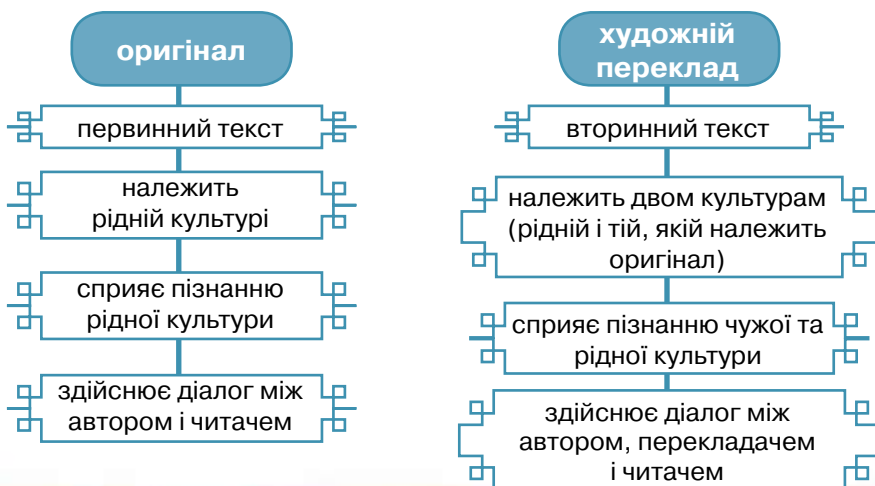 оригінал
первинний текст
належить
рідній культурі
сприяє пізнанню
рідної культури
здійснює діалог між
автором і читачем
художній
переклад
вторинний текст
належить двом культурам
(рідній і тій, якій належить
оригінал)
сприяє пізнанню чужої та
рідної культури
здійснює діалог між
автором, перекладачем
і читачем